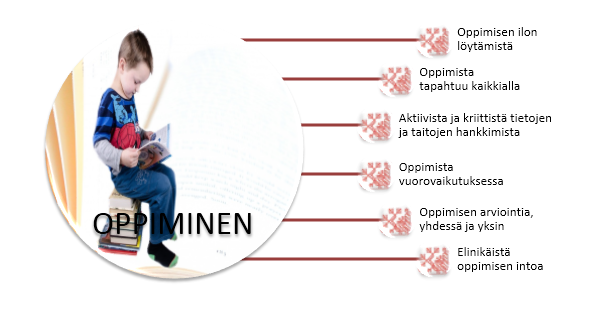 OPPIMINEN
Oppimisen ilon
löytämistä
Oppimista
tapahtuu kaikkialla
Aktiivista ja kriittistä tietojen
ja taitojen hankkimista
Oppimista
vuorovaikutuksessa
Oppimisen arviointia,
yhdessä ja yksin
Elinikäistä
oppimisen intoa